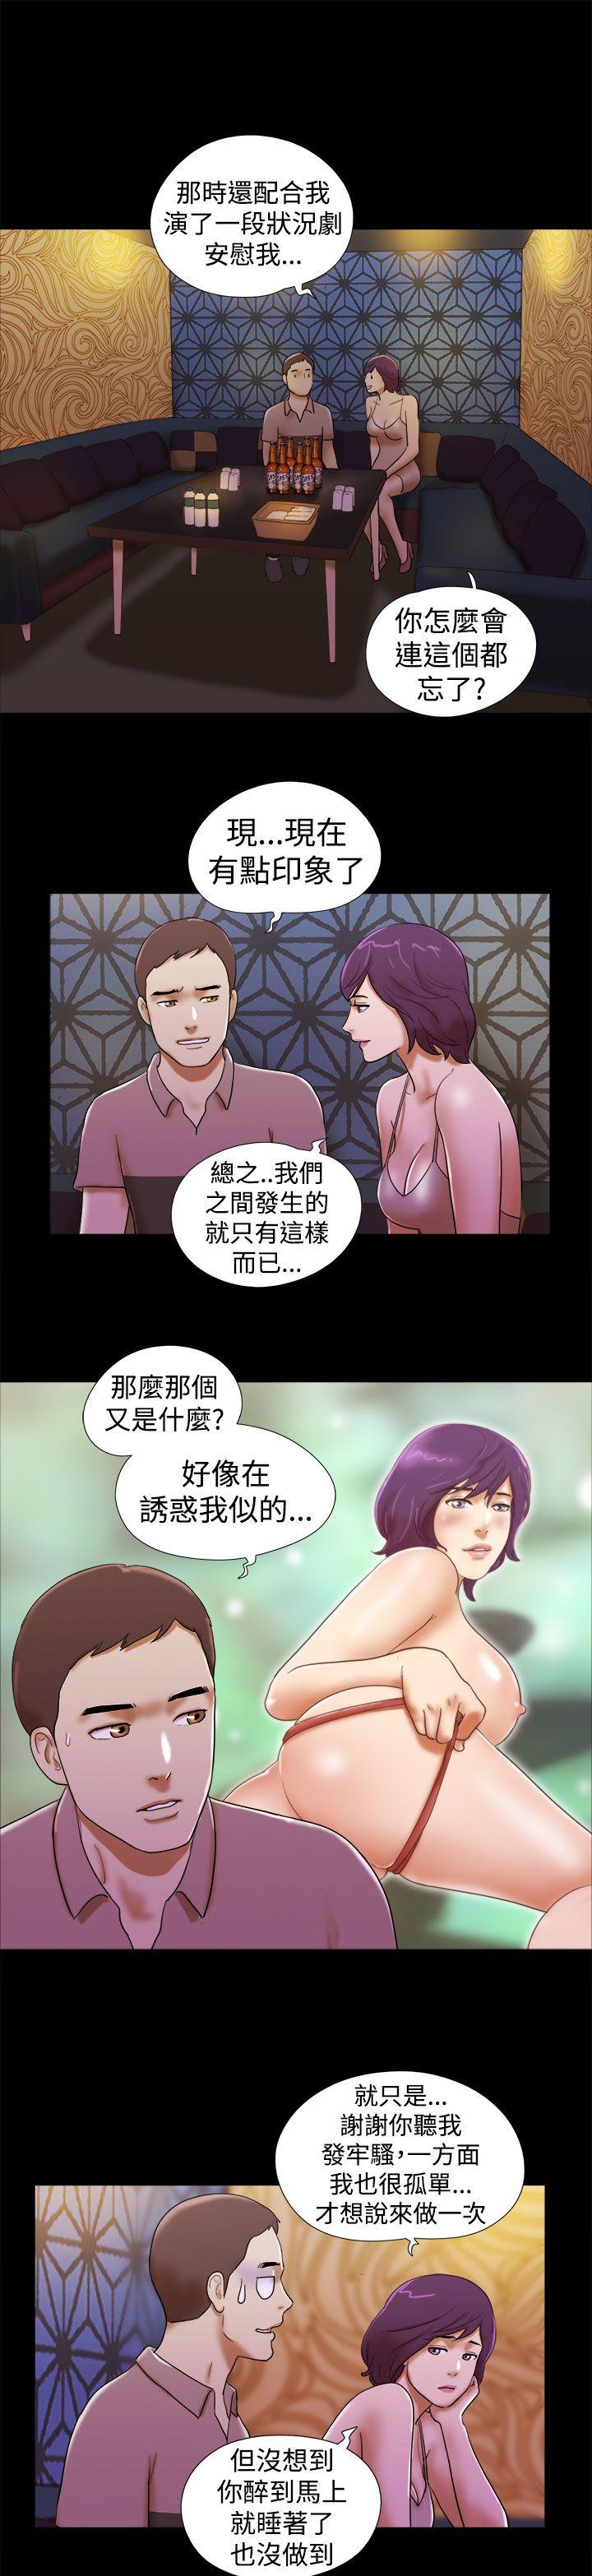 那時還配合我
演了一段狀況劇
安慰我...
你怎麼會
連這個都
忘了?
現...現在
有點印象了
總之..我們
之間發生的
就只有這樣
而已...
那麼那個
又是什麼?
好像在
誘惑我似的...
就只是...
謝謝你聽我
發牢騷，一方面
我也很孤單...
才想說來做一次
但沒想到
你醉到馬上
就睡著了
也沒做到